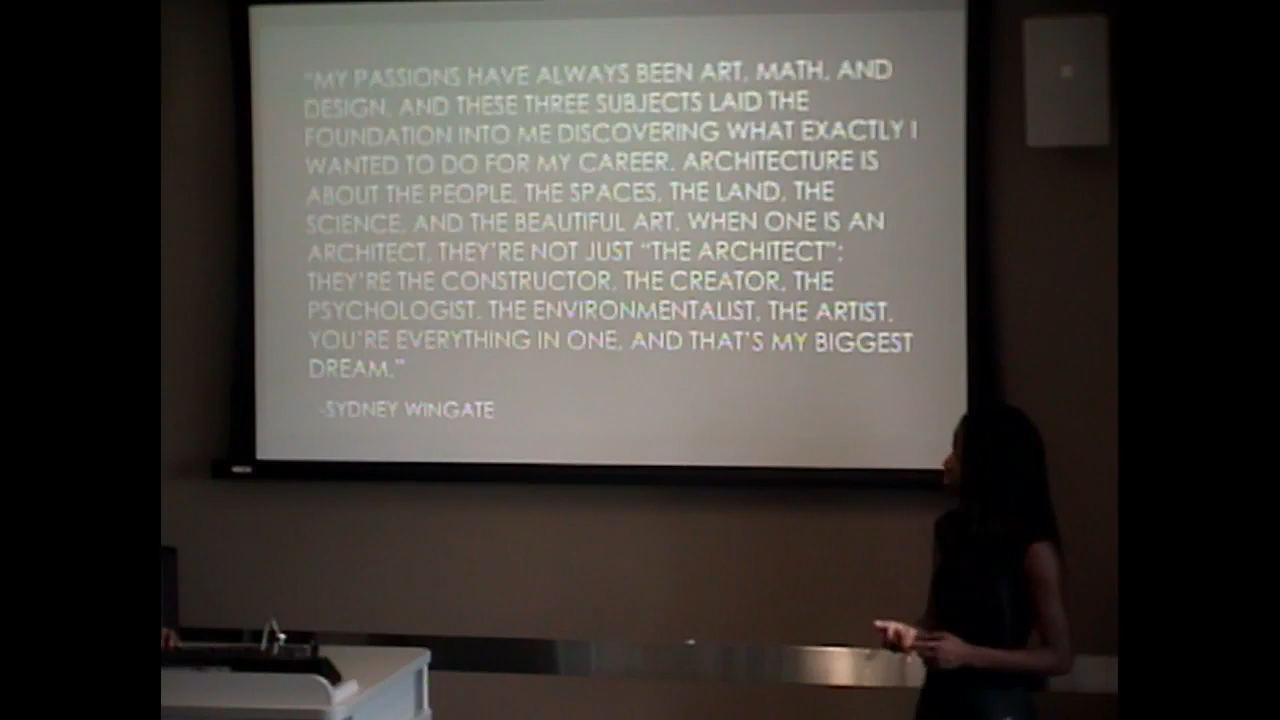 "MY PASSIONS HAVE ALWAYS BEEN ART, MATH, AND
DESIGN, AND THESE THREE SUBJECTS LAID THE
FOUNDATION INTO ME DISCOVERING WHAT EXACTLY I
WANTED TO DO FOR MY CAREER. ARCHITECTURE IS
ABOUT THE PEOPLE, THE SPACES, THE LAND, THE
SCIENCE, AND THE BEAUTIFUL ART. WHEN ONE IS AN
ARCHITECT, THEY'RE NOT JUST "THE ARCHITECT";
THEY'RE THE CONSTRUCTOR, THE CREATOR, THE
PSYCHOLOGIST, THE ENVIRONMENTALIST, THE ARTIST.
YOU'RE EVERYTHING IN ONE, AND THAT'S MY BIGGEST
DREAM."
-SYDNEY WINGATE